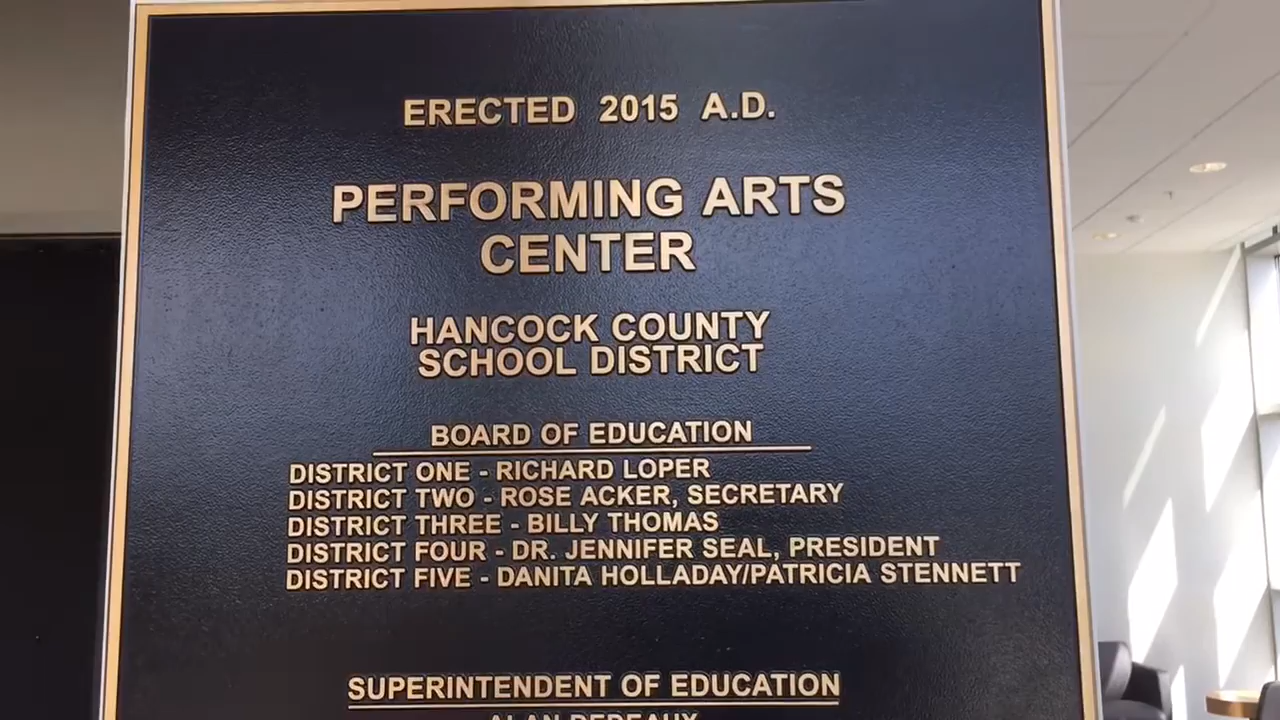 ERECTED 2015 A.D.
PERFORMING ARTS
CENTER
HANCOCK COUNTY
SCHOOL DISTRICT
BOARD OF EDUCATION
DISTRICT ONE - RICHARD LOPER
DISTRICT TWO - ROSE ACKER, SECRETARY
DISTRICT THREE - BILLY THOMAS
DISTRICT FOUR - DR. JENNIFER SEAL, PRESIDENT
DISTRICT FIVE - DANITA HOLLADAY/PATRICIA STENNETT
SUPERINTENDENT OF EDUCATION
ALAN